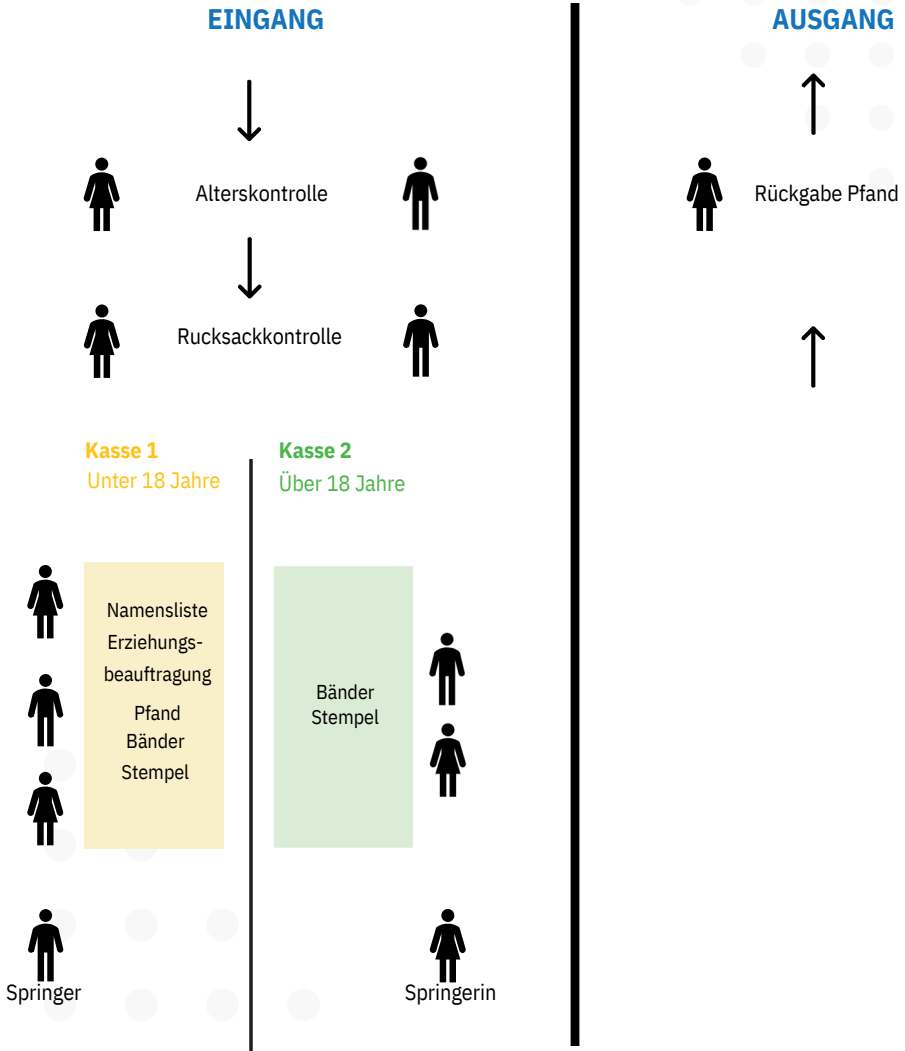 EINGANG
AUSGANG
Alterskontrolle
Rückgabe Pfand
Rucksackkontrolle
Kasse 1
Unter 18 Jahre
Kasse 2
Über 18 Jahre
Namensliste
Erziehungs-
beauftragung
Pfand
Bänder
Stempel
Bänder
Stempel
Springer
Springerin